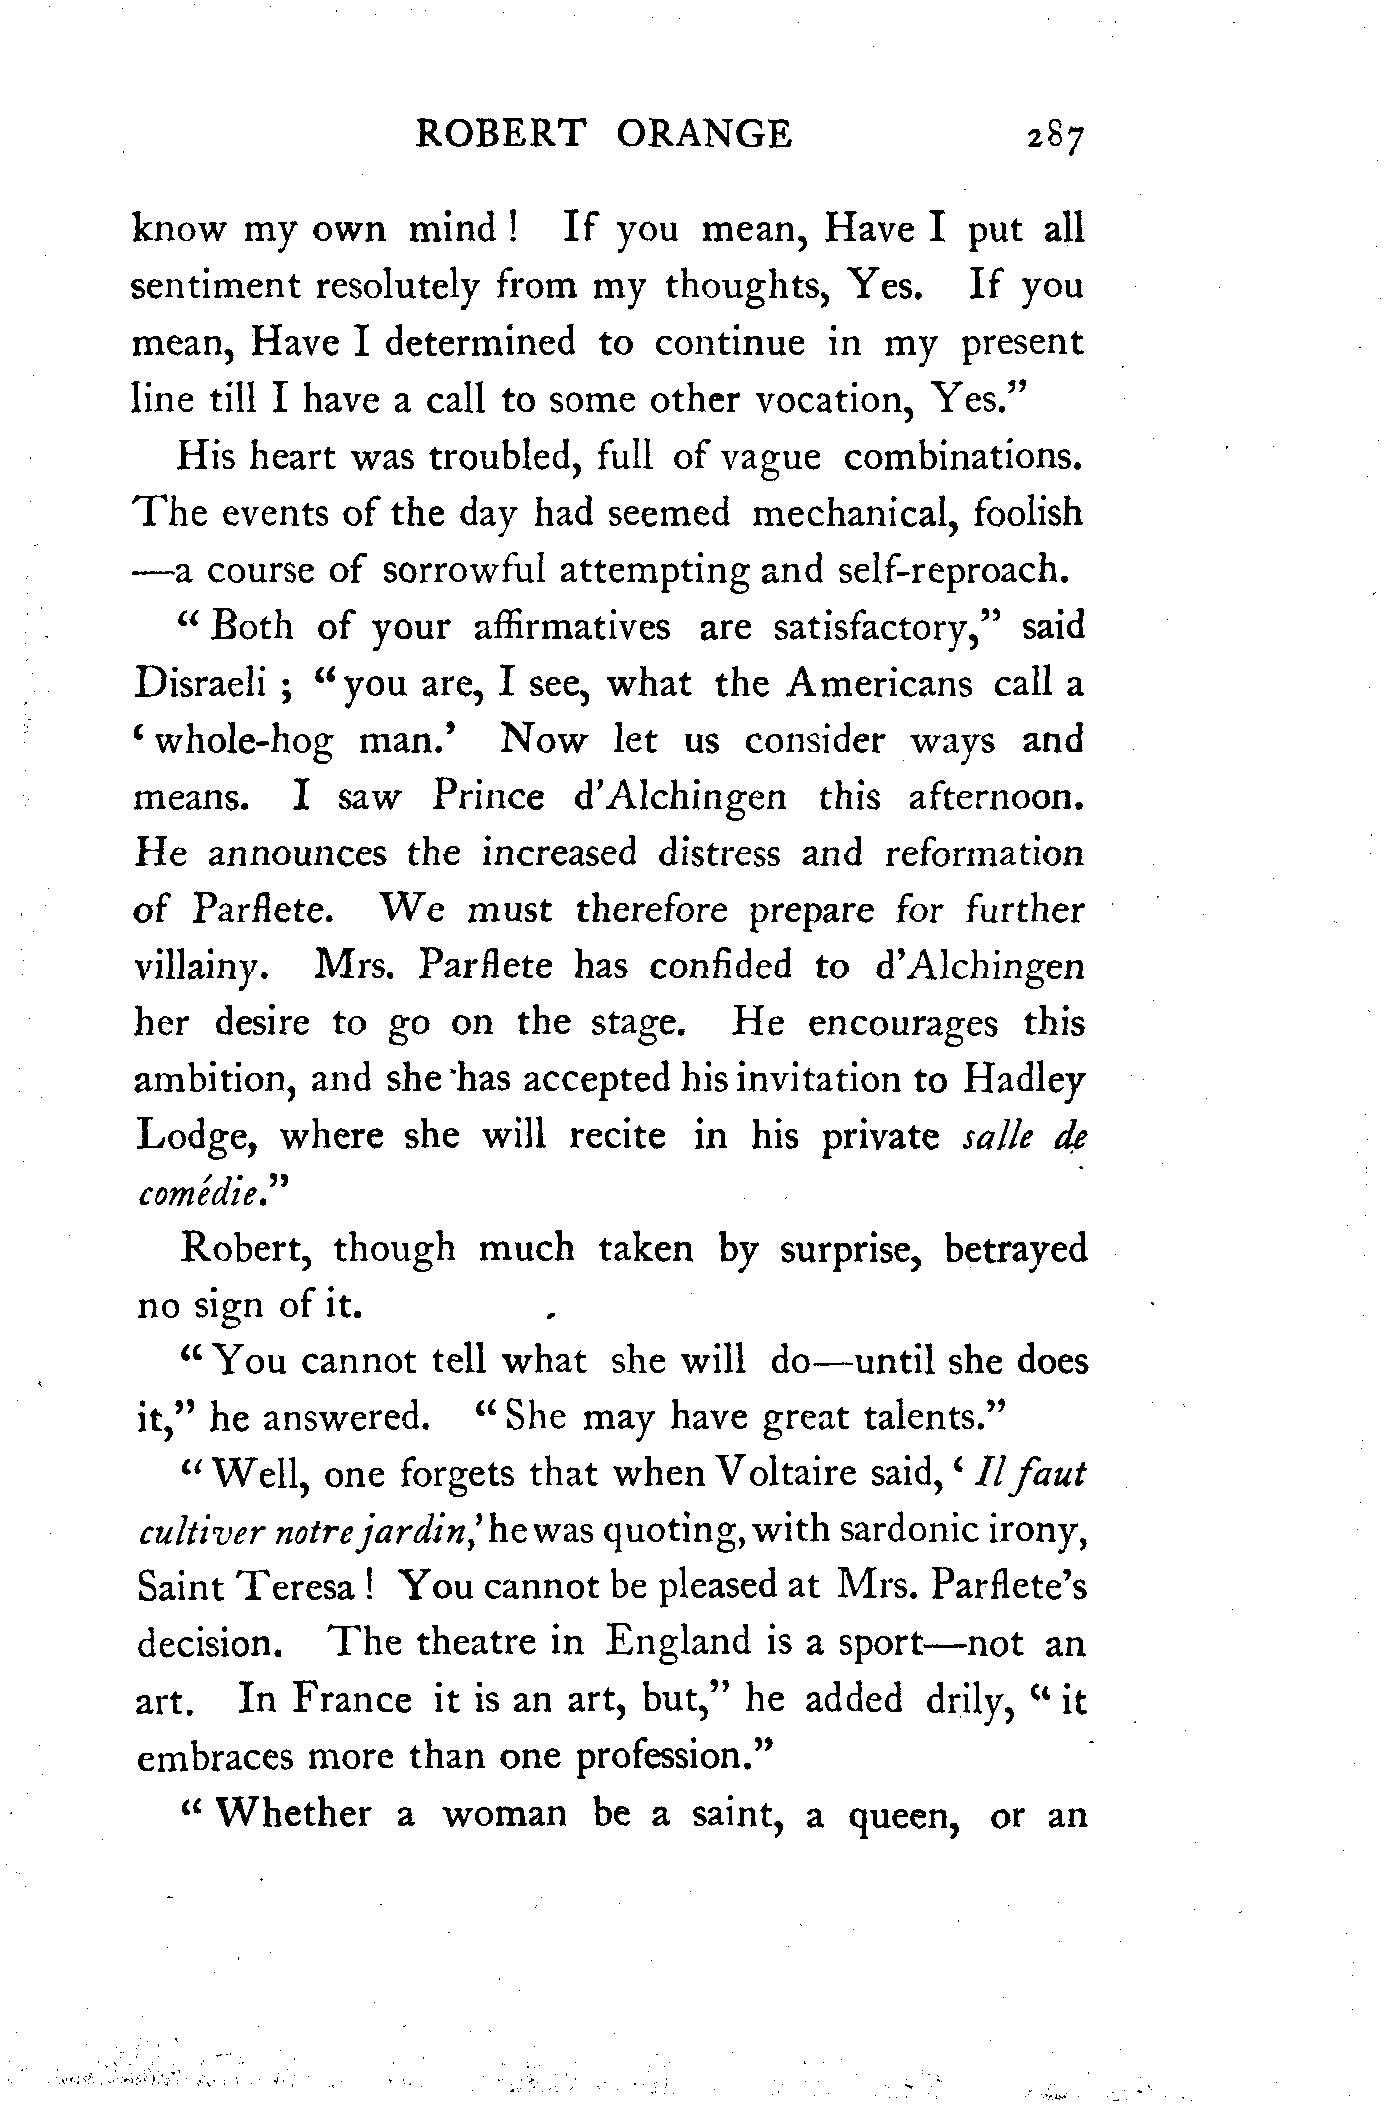 ROBERT ORANGE 287
know my own mind ! If you mean, Have I put all
sentiment resolutely from my thoughts, Yes. If you
mean, Have I determined to continue in my present
line till I have a call to some other vocation, Yes.”
His heart was troubled, full of vague combinations.
The events of the day had seemed mechanical, foolish
—a course of sorrowful attempting and self-reproach.
“ Both of your affirmatives are satisfactory,” said
Disraeli ; “ you are, I see, what the Americans call a
‘ whole-hog man.’ Now let us consider ways and
means. I saw Prince d’Alchingen this afternoon.
He announces the increased distress and reformation
of Parflete. We must therefore prepare for further
villainy. Mrs. Parflete has confided to d’Alchingen
her desire to go on the stage. He encourages this
ambition, and she has accepted his invitation to Hadley
Lodge, where she will recite in his private salle de
comédie.”
Robert, though much taken by surprise, betrayed
no sign of it.
“ You cannot tell what she will do—until she does
it,” he answered. “ She may have great talents.”
“ Well, one forgets that when Voltaire said, ‘ Il faut
cultiver notre jardin,’ he was quoting, with sardonic irony,
Saint Teresa ! You cannot be pleased at Mrs. Parflete’s
decision. The theatre in England is a sport—not an
art. In France it is an art, but,” he added drily, “ it
embraces more than one profession.”
“ Whether a woman be a saint, a queen, or an